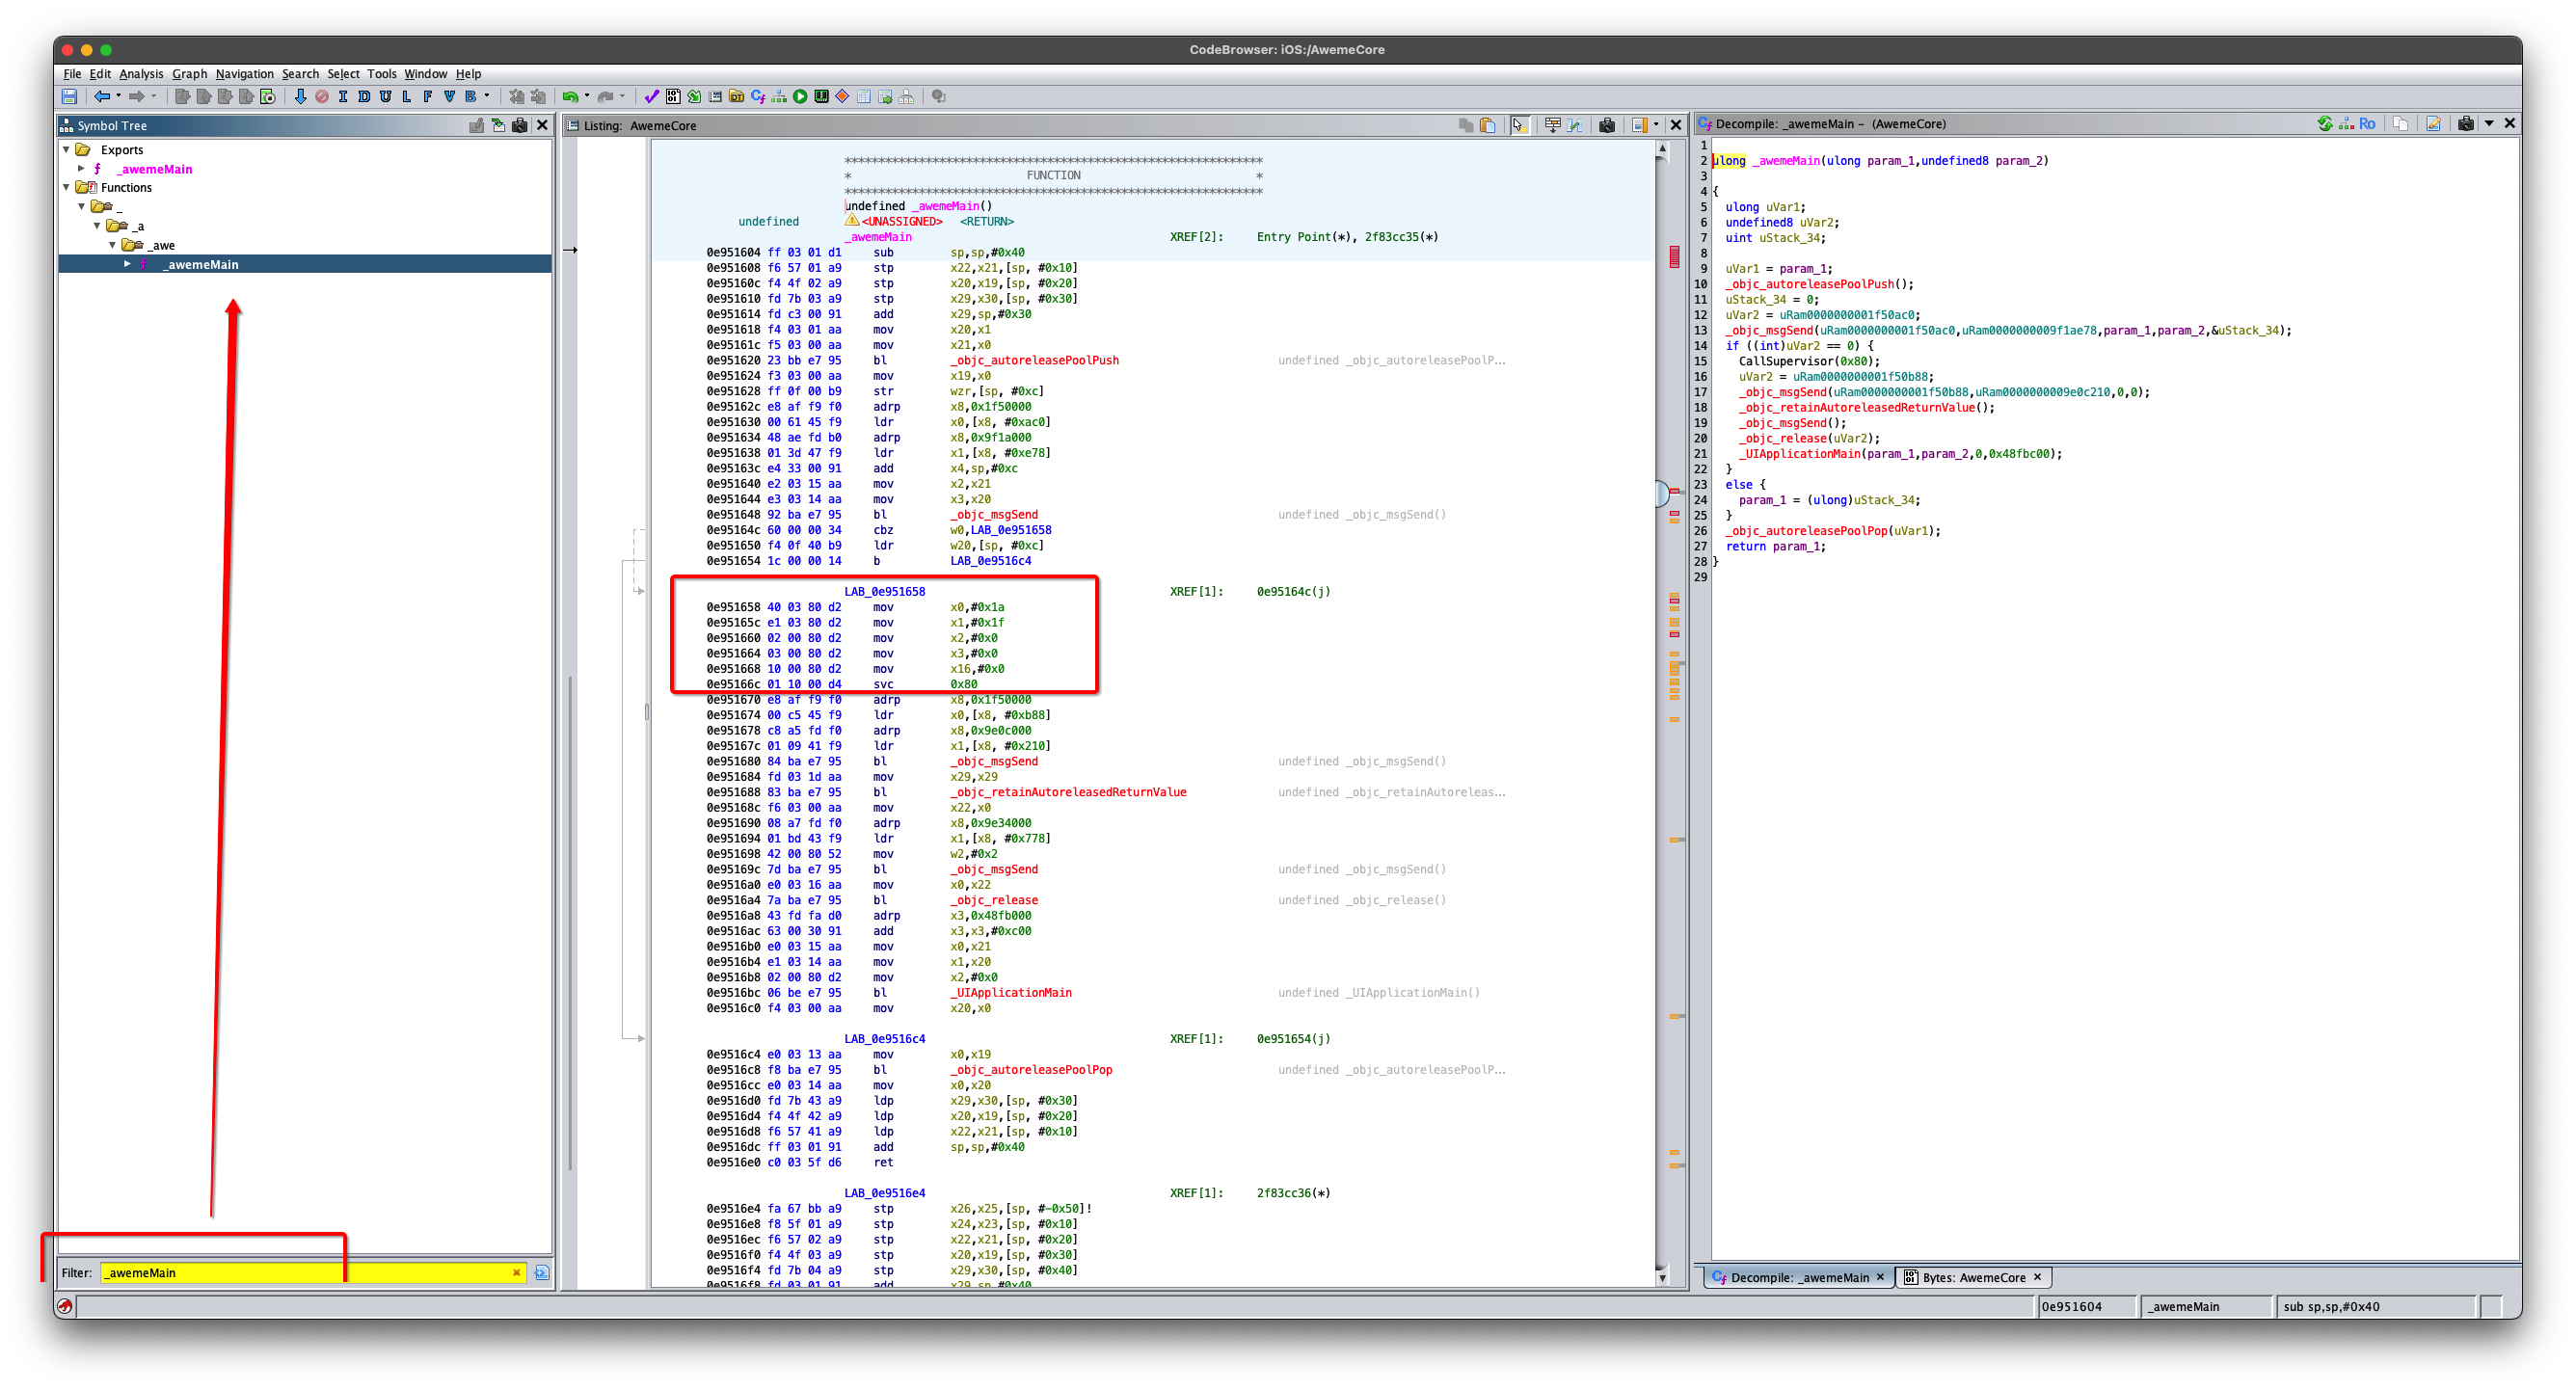 CodeBrowser: iOS:/AwemeCore
File Edit Analysis Graph Navigation Search Select Tools Window Help
I D U L F V B
Symbol Tree
Exports
f _awemeMain
Functions
_
_a
_awe
f _awemeMain
Filter: _awemeMain
Listing: AwemeCore
**************************************************************
* FUNCTION *
**************************************************************
undefined _awemeMain()
undefined <UNASSIGNED> <RETURN>
_awemeMain XREF[2]: Entry Point(*), 2f83cc35(*)
0e951604 ff 03 01 d1 sub sp,sp,#0x40
0e951608 f6 57 01 a9 stp x22,x21,[sp, #0x10]
0e95160c f4 4f 02 a9 stp x20,x19,[sp, #0x20]
0e951610 fd 7b 03 a9 stp x29,x30,[sp, #0x30]
0e951614 fd c3 00 91 add x29,sp,#0x30
0e951618 f4 03 01 aa mov x20,x1
0e95161c f5 03 00 aa mov x21,x0
0e951620 23 bb e7 95 bl _objc_autoreleasePoolPush undefined _objc_autoreleasePoolP...
0e951624 f3 03 00 aa mov x19,x0
0e951628 ff 0f 00 b9 str wzr,[sp, #0xc]
0e95162c e8 af f9 f0 adrp x8,0x1f50000
0e951630 00 61 45 f9 ldr x0,[x8, #0xac0]
0e951634 48 ae fd b0 adrp x8,0x9f1a000
0e951638 01 3d 47 f9 ldr x1,[x8, #0xe78]
0e95163c e4 33 00 91 add x4,sp,#0xc
0e951640 e2 03 15 aa mov x2,x21
0e951644 e3 03 14 aa mov x3,x20
0e951648 92 ba e7 95 bl _objc_msgSend undefined _objc_msgSend()
0e95164c 60 00 00 34 cbz w0,LAB_0e951658
0e951650 f4 0f 40 b9 ldr w20,[sp, #0xc]
0e951654 1c 00 00 14 b LAB_0e9516c4
LAB_0e951658 XREF[1]: 0e95164c(j)
0e951658 40 03 80 d2 mov x0,#0x1a
0e95165c e1 03 80 d2 mov x1,#0x1f
0e951660 02 00 80 d2 mov x2,#0x0
0e951664 03 00 80 d2 mov x3,#0x0
0e951668 10 00 80 d2 mov x16,#0x0
0e95166c 01 10 00 d4 svc 0x80
0e951670 e8 af f9 f0 adrp x8,0x1f50000
0e951674 00 c5 45 f9 ldr x0,[x8, #0xb88]
0e951678 c8 a5 fd f0 adrp x8,0x9e0c000
0e95167c 01 09 41 f9 ldr x1,[x8, #0x210]
0e951680 84 ba e7 95 bl _objc_msgSend undefined _objc_msgSend()
0e951684 fd 03 1d aa mov x29,x29
0e951688 83 ba e7 95 bl _objc_retainAutoreleasedReturnValue undefined _objc_retainAutoreleas...
0e95168c f6 03 00 aa mov x22,x0
0e951690 08 a7 fd f0 adrp x8,0x9e34000
0e951694 01 bd 43 f9 ldr x1,[x8, #0x778]
0e951698 42 00 80 52 mov w2,#0x2
0e95169c 7d ba e7 95 bl _objc_msgSend undefined _objc_msgSend()
0e9516a0 e0 03 16 aa mov x0,x22
0e9516a4 7a ba e7 95 bl _objc_release undefined _objc_release()
0e9516a8 43 fd fa d0 adrp x3,0x48fb000
0e9516ac 63 00 30 91 add x3,x3,#0xc00
0e9516b0 e0 03 15 aa mov x0,x21
0e9516b4 e1 03 14 aa mov x1,x20
0e9516b8 02 00 80 d2 mov x2,#0x0
0e9516bc 06 be e7 95 bl _UIApplicationMain undefined _UIApplicationMain()
0e9516c0 f4 03 00 aa mov x20,x0
LAB_0e9516c4 XREF[1]: 0e951654(j)
0e9516c4 e0 03 13 aa mov x0,x19
0e9516c8 f8 ba e7 95 bl _objc_autoreleasePoolPop undefined _objc_autoreleasePoolP...
0e9516cc e0 03 14 aa mov x0,x20
0e9516d0 fd 7b 43 a9 ldp x29,x30,[sp, #0x30]
0e9516d4 f4 4f 42 a9 ldp x20,x19,[sp, #0x20]
0e9516d8 f6 57 41 a9 ldp x22,x21,[sp, #0x10]
0e9516dc ff 03 01 91 add sp,sp,#0x40
0e9516e0 c0 03 5f d6 ret
LAB_0e9516e4 XREF[1]: 2f83cc36(*)
0e9516e4 fa 67 bb a9 stp x26,x25,[sp, #-0x50]!
0e9516e8 f8 5f 01 a9 stp x24,x23,[sp, #0x10]
0e9516ec f6 57 02 a9 stp x22,x21,[sp, #0x20]
0e9516f0 f4 4f 03 a9 stp x20,x19,[sp, #0x30]
0e9516f4 fd 7b 04 a9 stp x29,x30,[sp, #0x40]
0e9516f8 fd 03 01 91 add x29,sp,#0x40
Decompile: _awemeMain – (AwemeCore)
Ro
1
2 ulong _awemeMain(ulong param_1,undefined8 param_2)
3
4 {
5 ulong uVar1;
6 undefined8 uVar2;
7 uint uStack_34;
8
9 uVar1 = param_1;
10 _objc_autoreleasePoolPush();
11 uStack_34 = 0;
12 uVar2 = uRam0000000001f50ac0;
13 _objc_msgSend(uRam0000000001f50ac0,uRam0000000009f1ae78,param_1,param_2,&uStack_34);
14 if ((int)uVar2 == 0) {
15 CallSupervisor(0x80);
16 uVar2 = uRam0000000001f50b88;
17 _objc_msgSend(uRam0000000001f50b88,uRam0000000009e0c210,0,0);
18 _objc_retainAutoreleasedReturnValue();
19 _objc_msgSend();
20 _objc_release(uVar2);
21 _UIApplicationMain(param_1,param_2,0,0x48fbc00);
22 }
23 else {
24 param_1 = (ulong)uStack_34;
25 }
26 _objc_autoreleasePoolPop(uVar1);
27 return param_1;
28 }
29
Decompile: _awemeMain × Bytes: AwemeCore ×
0e951604 _awemeMain sub sp,sp,#0x40